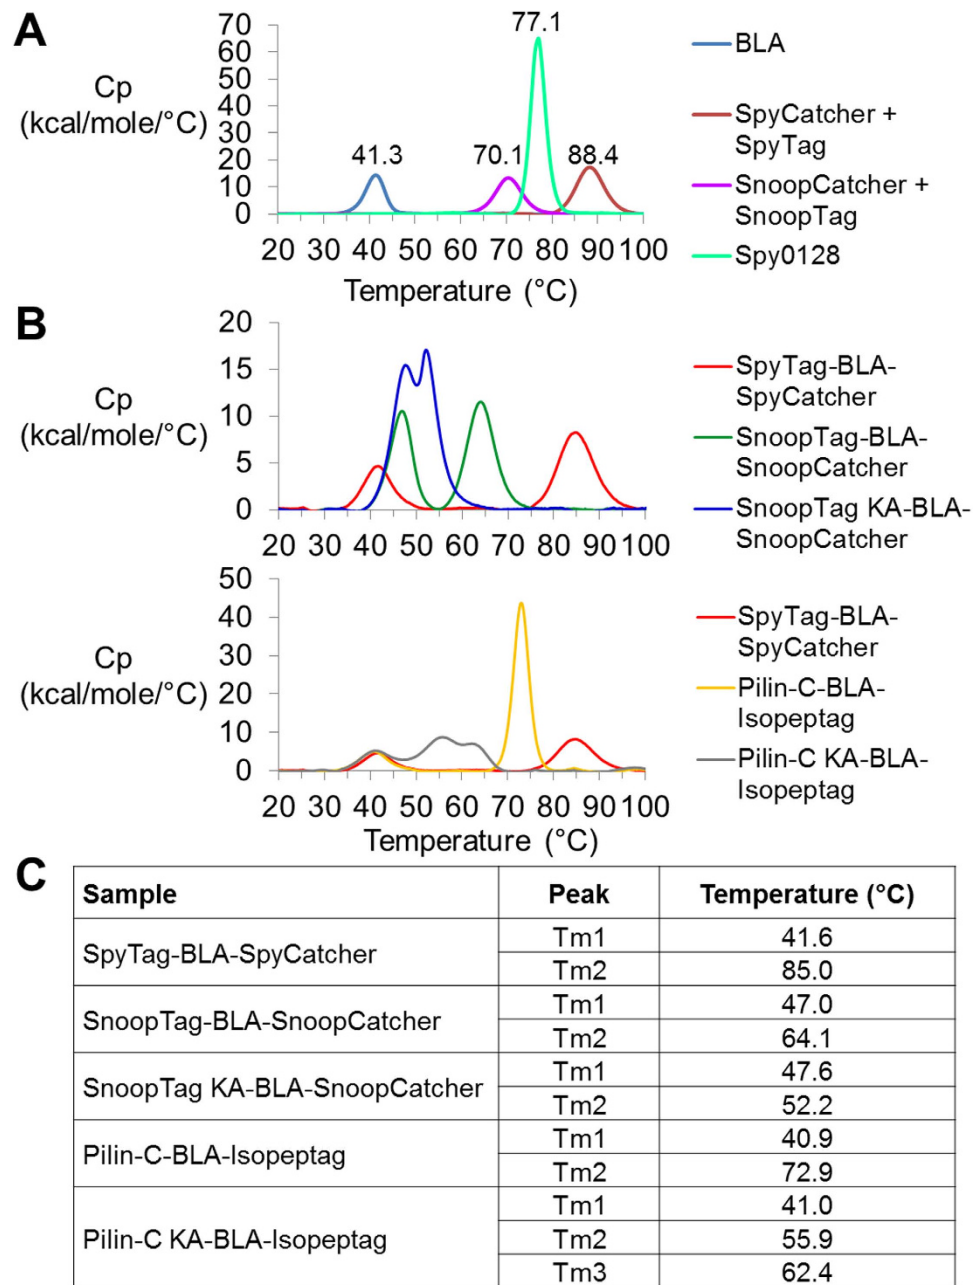 A
Cp
(kcal/mole/°C)
70
60
50
40
30
20
10
0
77.1
41.3
70.1
88.4
20 30 40 50 60 70 80 90 100
Temperature (°C)
BLA
SpyCatcher +
SpyTag
SnoopCatcher +
SnoopTag
Spy0128
B
Cp
(kcal/mole/°C)
20
15
10
5
0
20 30 40 50 60 70 80 90 100
SpyTag-BLA-
SpyCatcher
SnoopTag-BLA-
SnoopCatcher
SnoopTag KA-BLA-
SnoopCatcher
Cp
(kcal/mole/°C)
50
40
30
20
10
0
20 30 40 50 60 70 80 90 100
Temperature (°C)
SpyTag-BLA-
SpyCatcher
Pilin-C-BLA-
Isopeptag
Pilin-C KA-BLA-
Isopeptag
C
Sample Peak Temperature (°C)
SpyTag-BLA-SpyCatcher
Tm1 41.6
Tm2 85.0
SnoopTag-BLA-SnoopCatcher
Tm1 47.0
Tm2 64.1
SnoopTag KA-BLA-SnoopCatcher
Tm1 47.6
Tm2 52.2
Pilin-C-BLA-Isopeptag
Tm1 40.9
Tm2 72.9
Pilin-C KA-BLA-Isopeptag
Tm1 41.0
Tm2 55.9
Tm3 62.4